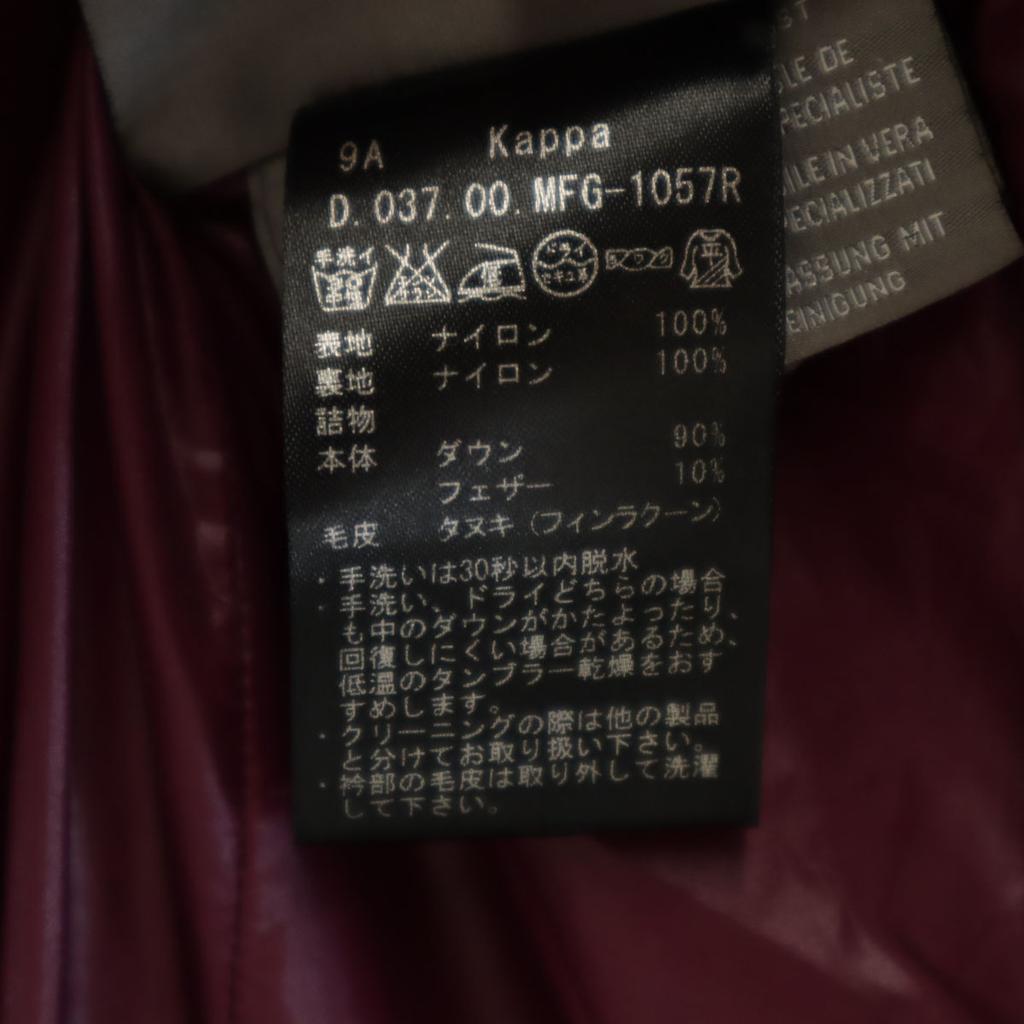 9A Kappa
D.037.00.MFG-1057R
手洗イ
ドライ
平
表地 ナイロン 100%
裏地 ナイロン 100%
詰物
本体 ダウン 90%
フェザー 10%
毛皮 タヌキ(フィンラクーン)
・手洗いは30秒以内脱水
・手洗い、ドライどちらの場合
も中のダウンがかたよったり、
回復しにくい場合があるため、
低温のタンブラー乾燥をおす
すめします。
・クリーニングの際は他の製品
と分けてお取り扱い下さい。
・衿部の毛皮は取り外して洗濯
して下さい。
ST
LE DE
PECIALISTE
ILE IN VERA
PECIALIZZATI
ASSUNG MIT
EINIGUNG